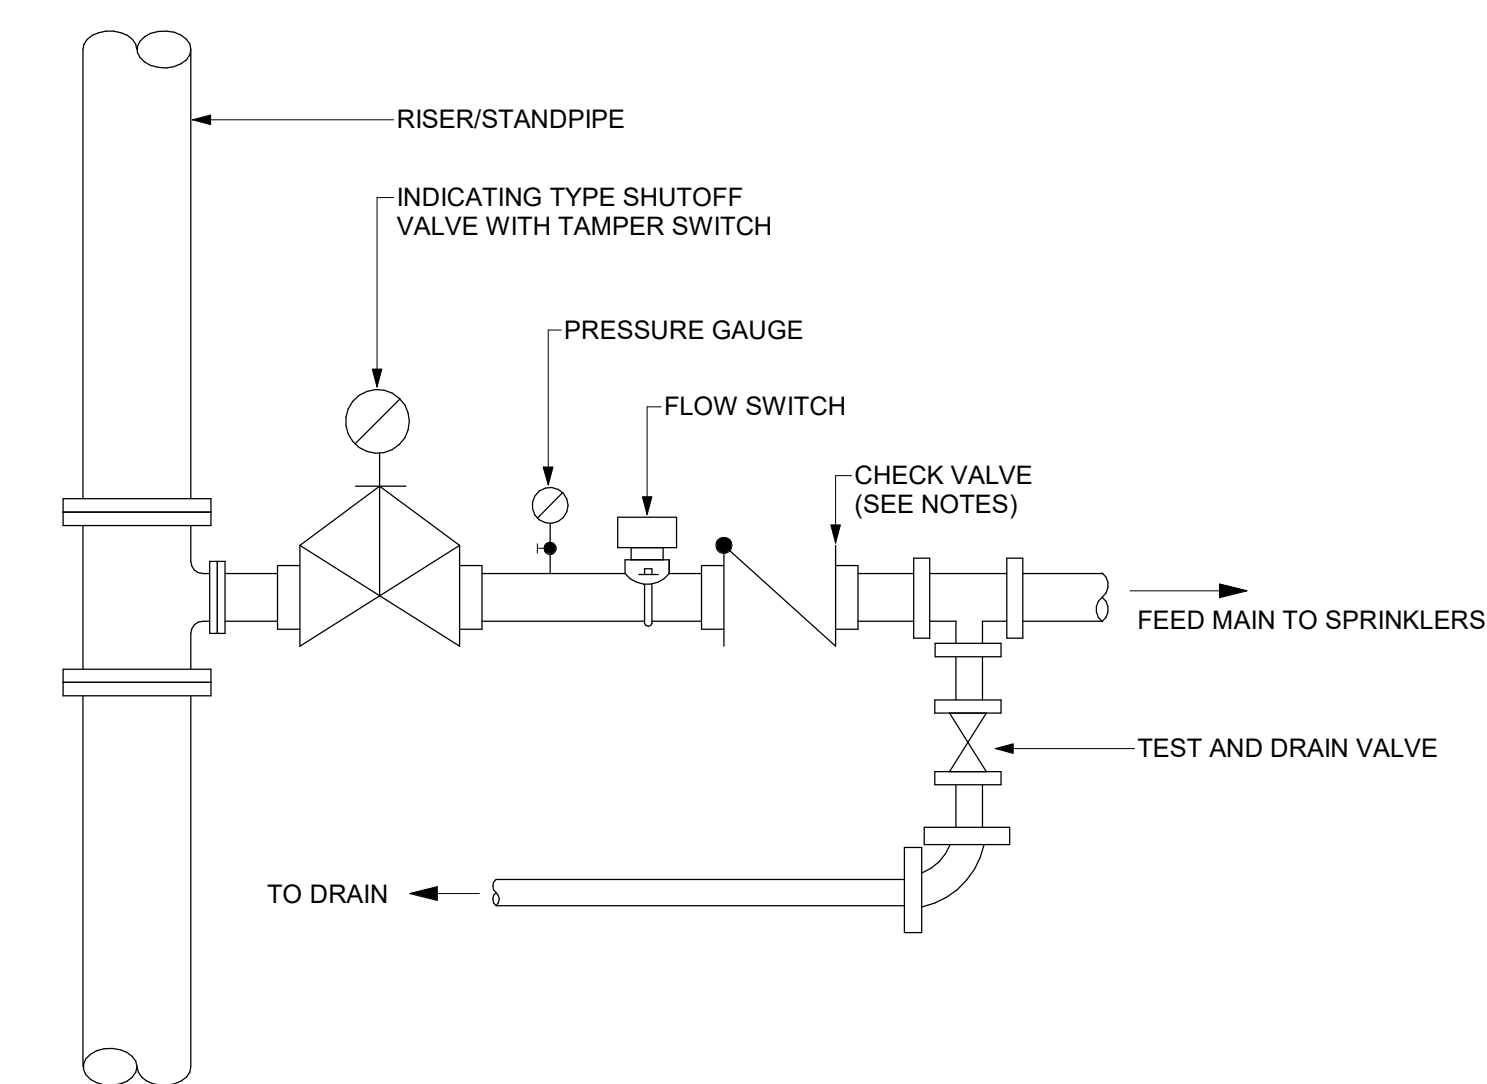 RISER/STANDPIPE
INDICATING TYPE SHUTOFF
VALVE WITH TAMPER SWITCH
PRESSURE GAUGE
FLOW SWITCH
CHECK VALVE
(SEE NOTES)
FEED MAIN TO SPRINKLERS
TEST AND DRAIN VALVE
TO DRAIN